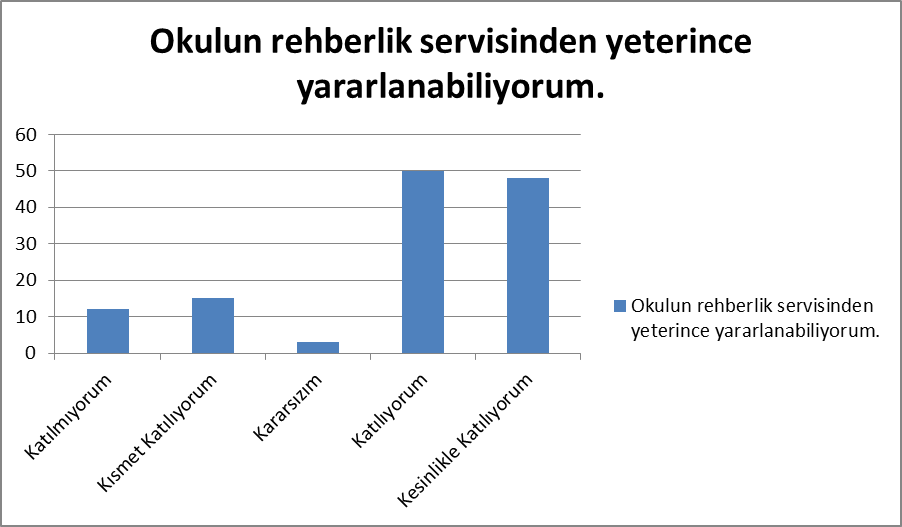 Okulun rehberlik servisinden yeterince
yararlanabiliyorum.
60
50
40
30
20
10
0
Katılmıyorum
Kısmet Katılıyorum
Kararsızım
Katılıyorum
Kesinlikle Katılıyorum
Okulun rehberlik servisinden
yeterince yararlanabiliyorum.